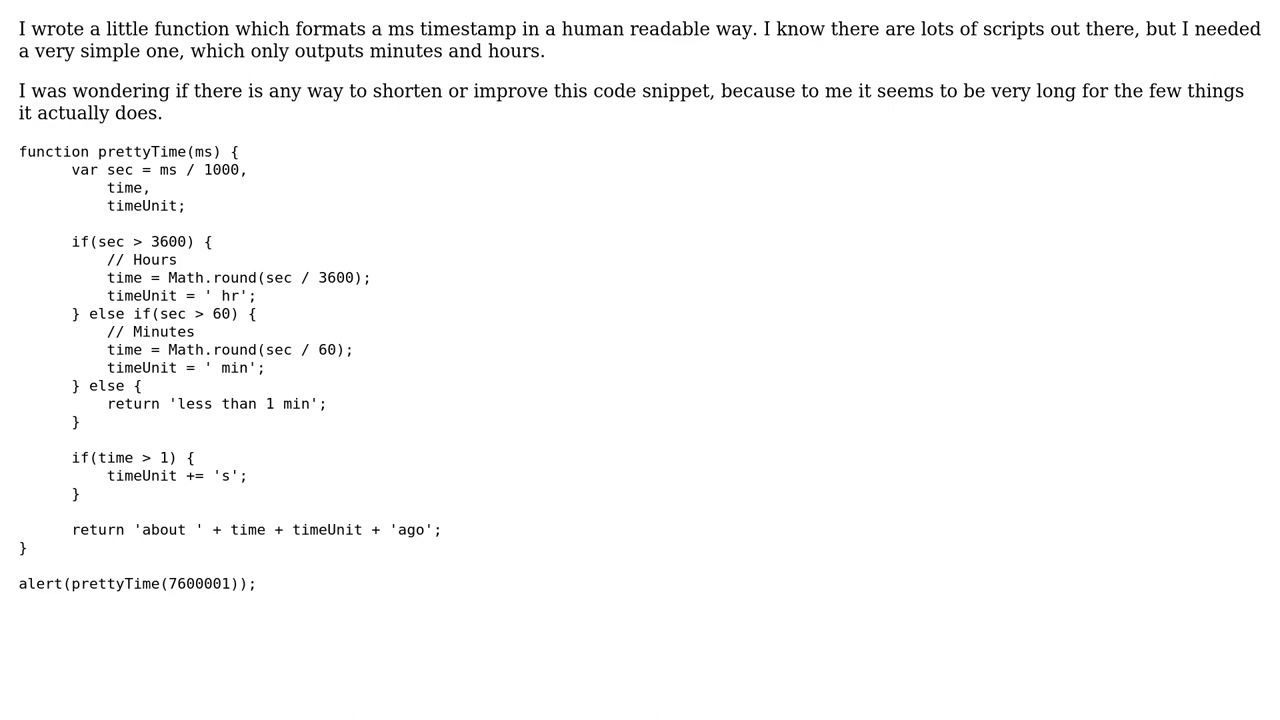 I wrote a little function which formats a ms timestamp in a human readable way. I know there are lots of scripts out there, but I needed
a very simple one, which only outputs minutes and hours.
I was wondering if there is any way to shorten or improve this code snippet, because to me it seems to be very long for the few things
it actually does.
function prettyTime(ms) {
      var sec = ms / 1000,
          time,
          timeUnit;

      if(sec > 3600) {
          // Hours
          time = Math.round(sec / 3600);
          timeUnit = ' hr';
      } else if(sec > 60) {
          // Minutes
          time = Math.round(sec / 60);
          timeUnit = ' min';
      } else {
          return 'less than 1 min';
      }

      if(time > 1) {
          timeUnit += 's';
      }

      return 'about ' + time + timeUnit + 'ago';
}

alert(prettyTime(7600001));